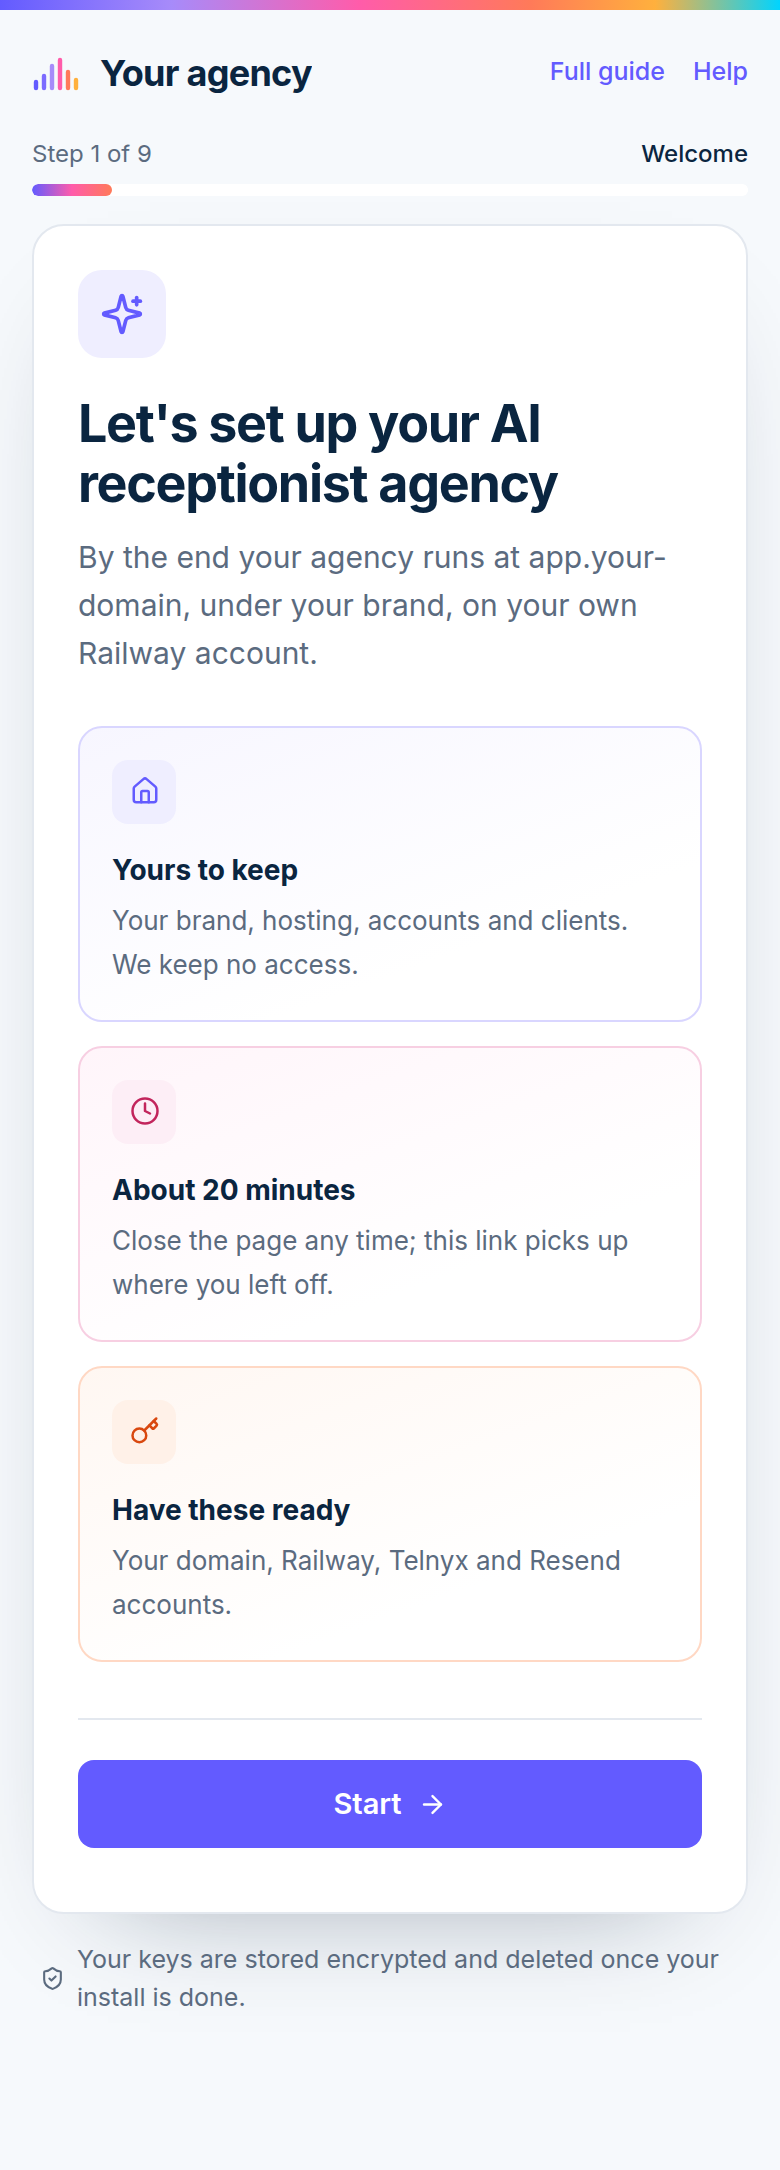 Your agency
Full guide
Help
Step 1 of 9
Welcome
Let's set up your AI
receptionist agency
By the end your agency runs at app.your-
domain, under your brand, on your own
Railway account.
Yours to keep
Your brand, hosting, accounts and clients.
We keep no access.
About 20 minutes
Close the page any time; this link picks up
where you left off.
Have these ready
Your domain, Railway, Telnyx and Resend
accounts.
Start
Your keys are stored encrypted and deleted once your
install is done.